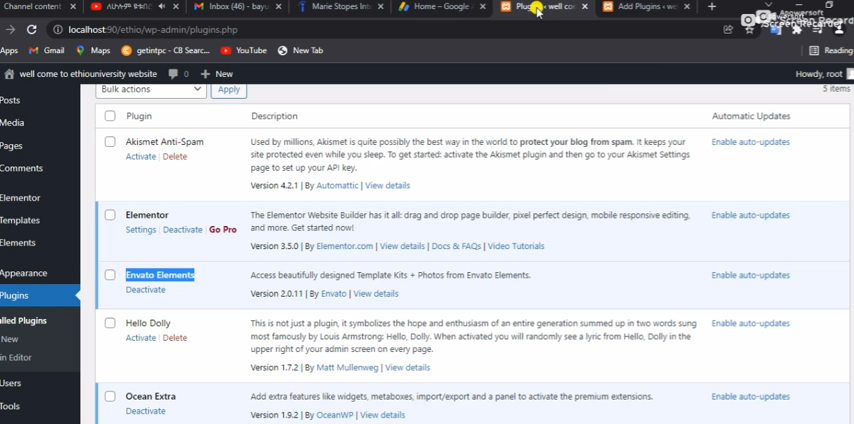 Channel content
ለህዋም ቸቱስቦ
Inbox (46) - bayu
Marie Stopes Int
Home – Google A
Plugins ‹ well com
Add Plugins ‹ we
Apowersoft
Screen Recorder
localhost:90/ethio/wp-admin/plugins.php
Apps
Gmail
Maps
getintpc - CB Searc...
YouTube
New Tab
Reading
well come to ethiouniversity website
0
New
Howdy, root
Bulk actions
Apply
5 items
Plugin
Description
Automatic Updates
Akismet Anti-Spam
Activate | Delete
Used by millions, Akismet is quite possibly the best way in the world to protect your blog from spam. It keeps your
site protected even while you sleep. To get started: activate the Akismet plugin and then go to your Akismet Settings
page to set up your API key.
Version 4.2.1 | By Automattic | View details
Enable auto-updates
Elementor
Settings | Deactivate | Go Pro
The Elementor Website Builder has it all: drag and drop page builder, pixel perfect design, mobile responsive editing,
and more. Get started now!
Version 3.5.0 | By Elementor.com | View details | Docs & FAQs | Video Tutorials
Enable auto-updates
Envato Elements
Deactivate
Access beautifully designed Template Kits + Photos from Envato Elements.
Version 2.0.11 | By Envato | View details
Enable auto-updates
Hello Dolly
Activate | Delete
This is not just a plugin, it symbolizes the hope and enthusiasm of an entire generation summed up in two words sung
most famously by Louis Armstrong: Hello, Dolly. When activated you will randomly see a lyric from Hello, Dolly in the
upper right of your admin screen on every page.
Version 1.7.2 | By Matt Mullenweg | View details
Enable auto-updates
Ocean Extra
Deactivate
Add extra features like widgets, metaboxes, import/export and a panel to activate the premium extensions.
Version 1.9.2 | By OceanWP | View details
Enable auto-updates
Posts
Media
Pages
Comments
Elementor
Templates
Elements
Appearance
Plugins
alled Plugins
New
in Editor
Users
Tools